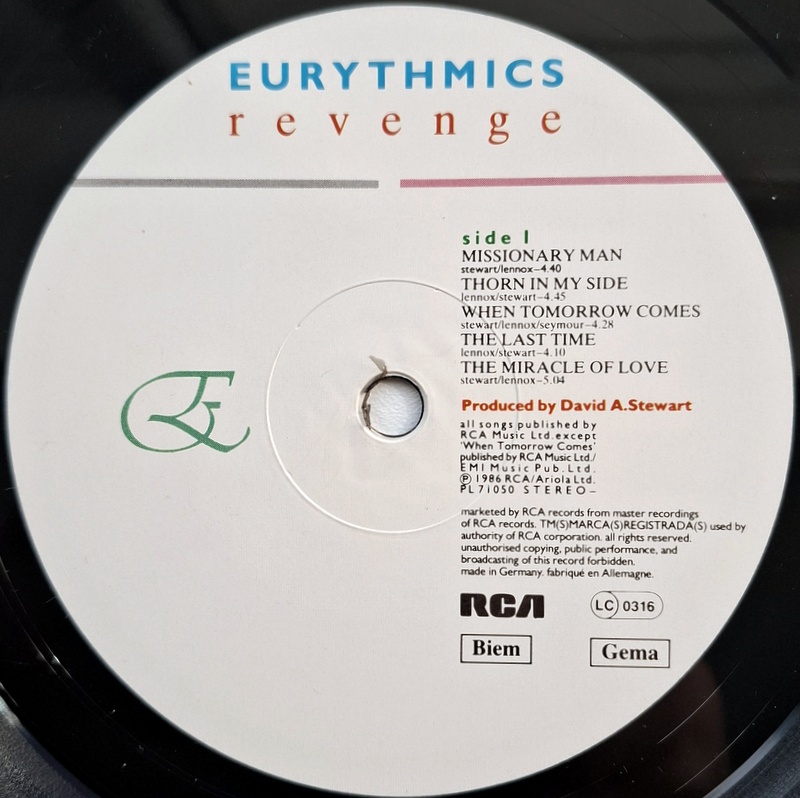 EURYTHMICS
revenge
side 1
MISSIONARY MAN
stewart/lennox–4.40
THORN IN MY SIDE
lennox/stewart–4.45
WHEN TOMORROW COMES
stewart/lennox/seymour–4.28
THE LAST TIME
lennox/stewart–4.10
THE MIRACLE OF LOVE
stewart/lennox–5.04
Produced by David A.Stewart
all songs published by
RCA Music Ltd.except
'When Tomorrow Comes'
published by RCA Music Ltd./
EMI Music Pub.Ltd.
Ⓟ 1986 RCA/Ariola Ltd.
PL71050 STEREO–
marketed by RCA records from master recordings
of RCA records. TM(S)MARCA(S)REGISTRADA(S) used by
authority of RCA corporation. all rights reserved.
unauthorised copying, public performance, and
broadcasting of this record forbidden.
made in Germany. fabriqué en Allemagne.
RCA LC 0316
Biem Gema